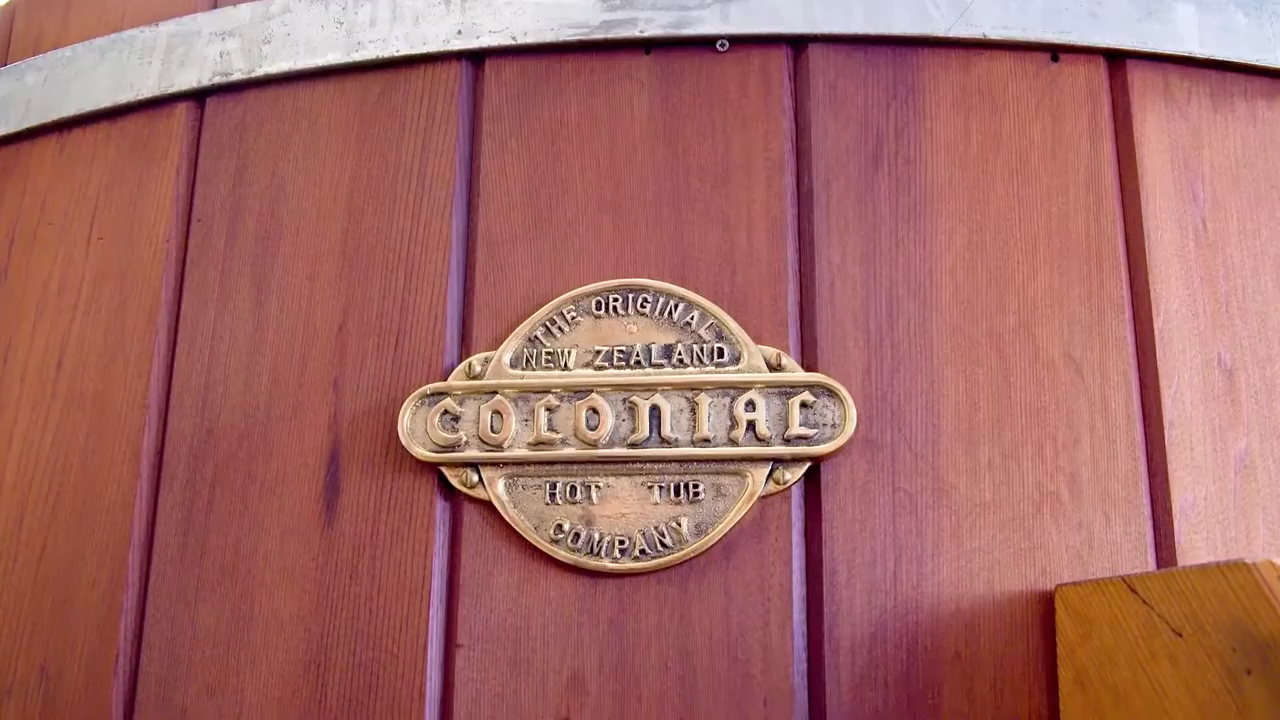 THE ORIGINAL
NEW ZEALAND
COLONIAL
HOT TUB
COMPANY